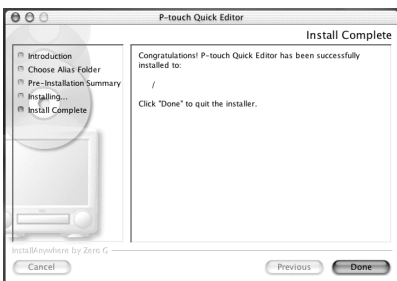 P-touch Quick Editor
Install Complete
Introduction
Choose Alias Folder
Pre-Installation Summary
Installing...
Install Complete
Congratulations! P-touch Quick Editor has been successfully
installed to:
/
Click "Done" to quit the installer.
InstallAnywhere by Zero G
Cancel
Previous
Done